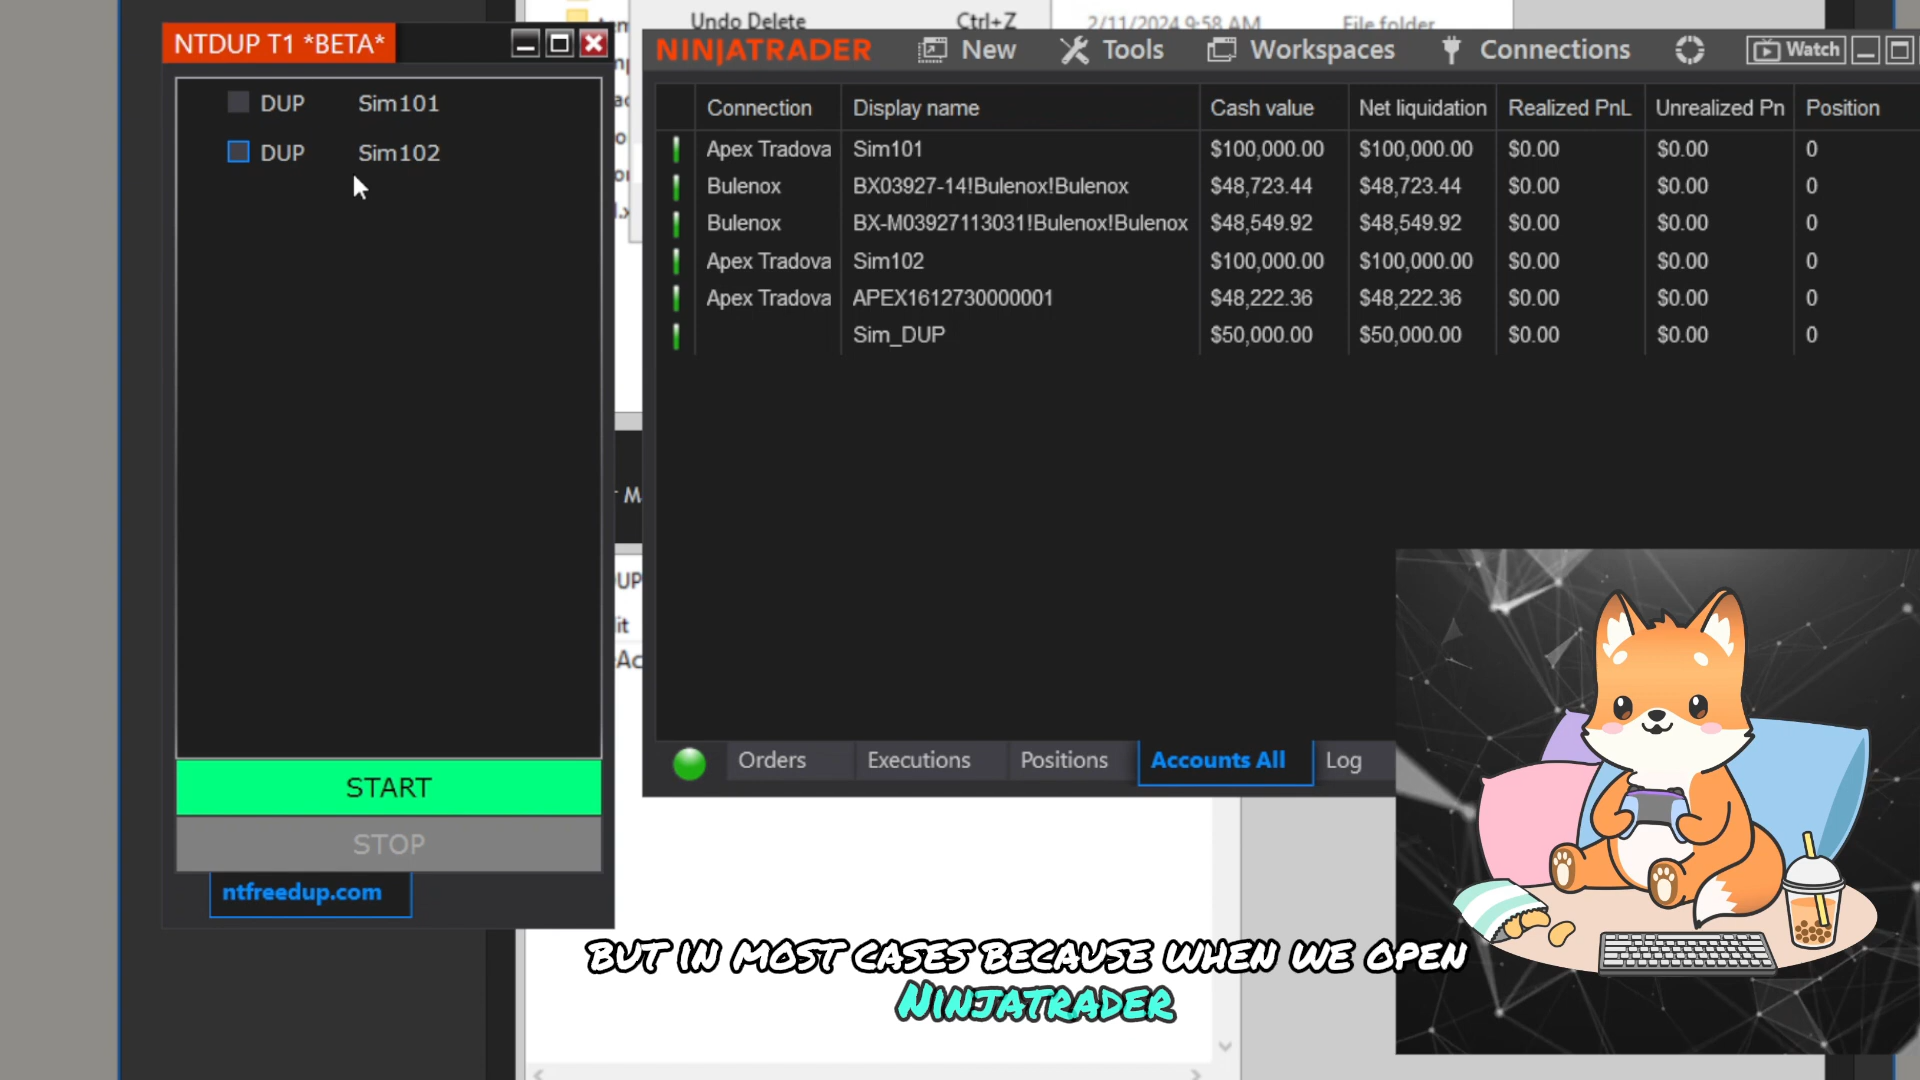 Undo Delete Ctrl+Z
2/11/2024 9:58 AM File folder
NTDUP T1 *BETA*
DUP Sim101
DUP Sim102
START
STOP
ntfreedup.com
NINJATRADER New Tools Workspaces Connections Watch
Connection Display name Cash value Net liquidation Realized PnL Unrealized Pn Position
Apex Tradova Sim101 $100,000.00 $100,000.00 $0.00 $0.00 0
Bulenox BX03927-14!Bulenox!Bulenox $48,723.44 $48,723.44 $0.00 $0.00 0
Bulenox BX-M03927113031!Bulenox!Bulenox $48,549.92 $48,549.92 $0.00 $0.00 0
Apex Tradova Sim102 $100,000.00 $100,000.00 $0.00 $0.00 0
Apex Tradova APEX1612730000001 $48,222.36 $48,222.36 $0.00 $0.00 0
Sim_DUP $50,000.00 $50,000.00 $0.00 $0.00 0
Orders Executions Positions Accounts All Log
BUT IN MOST CASES BECAUSE WHEN WE OPEN
NINJATRADER